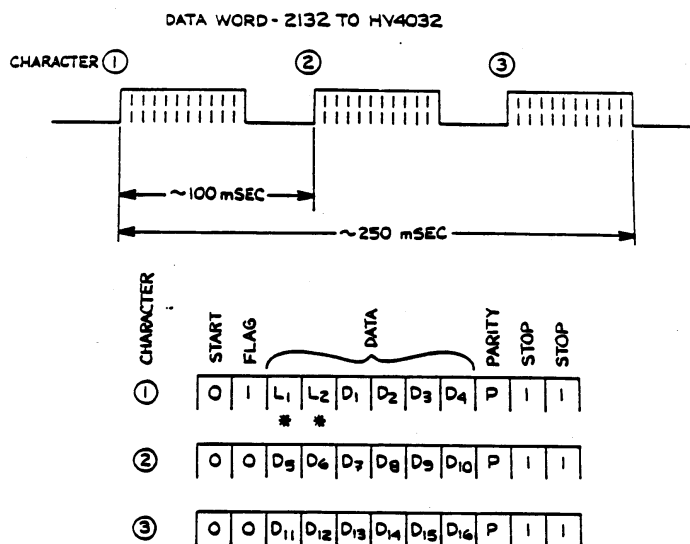 DATA WORD - 2132 TO HV4032
CHARACTER 1 2 3
~100 mSEC
~250 mSEC
CHARACTER START FLAG DATA PARITY STOP STOP
1 0 1 L1 L2 D1 D2 D3 D4 P 1 1
* *
2 0 0 D5 D6 D7 D8 D9 D10 P 1 1
3 0 0 D11 D12 D13 D14 D15 D16 P 1 1